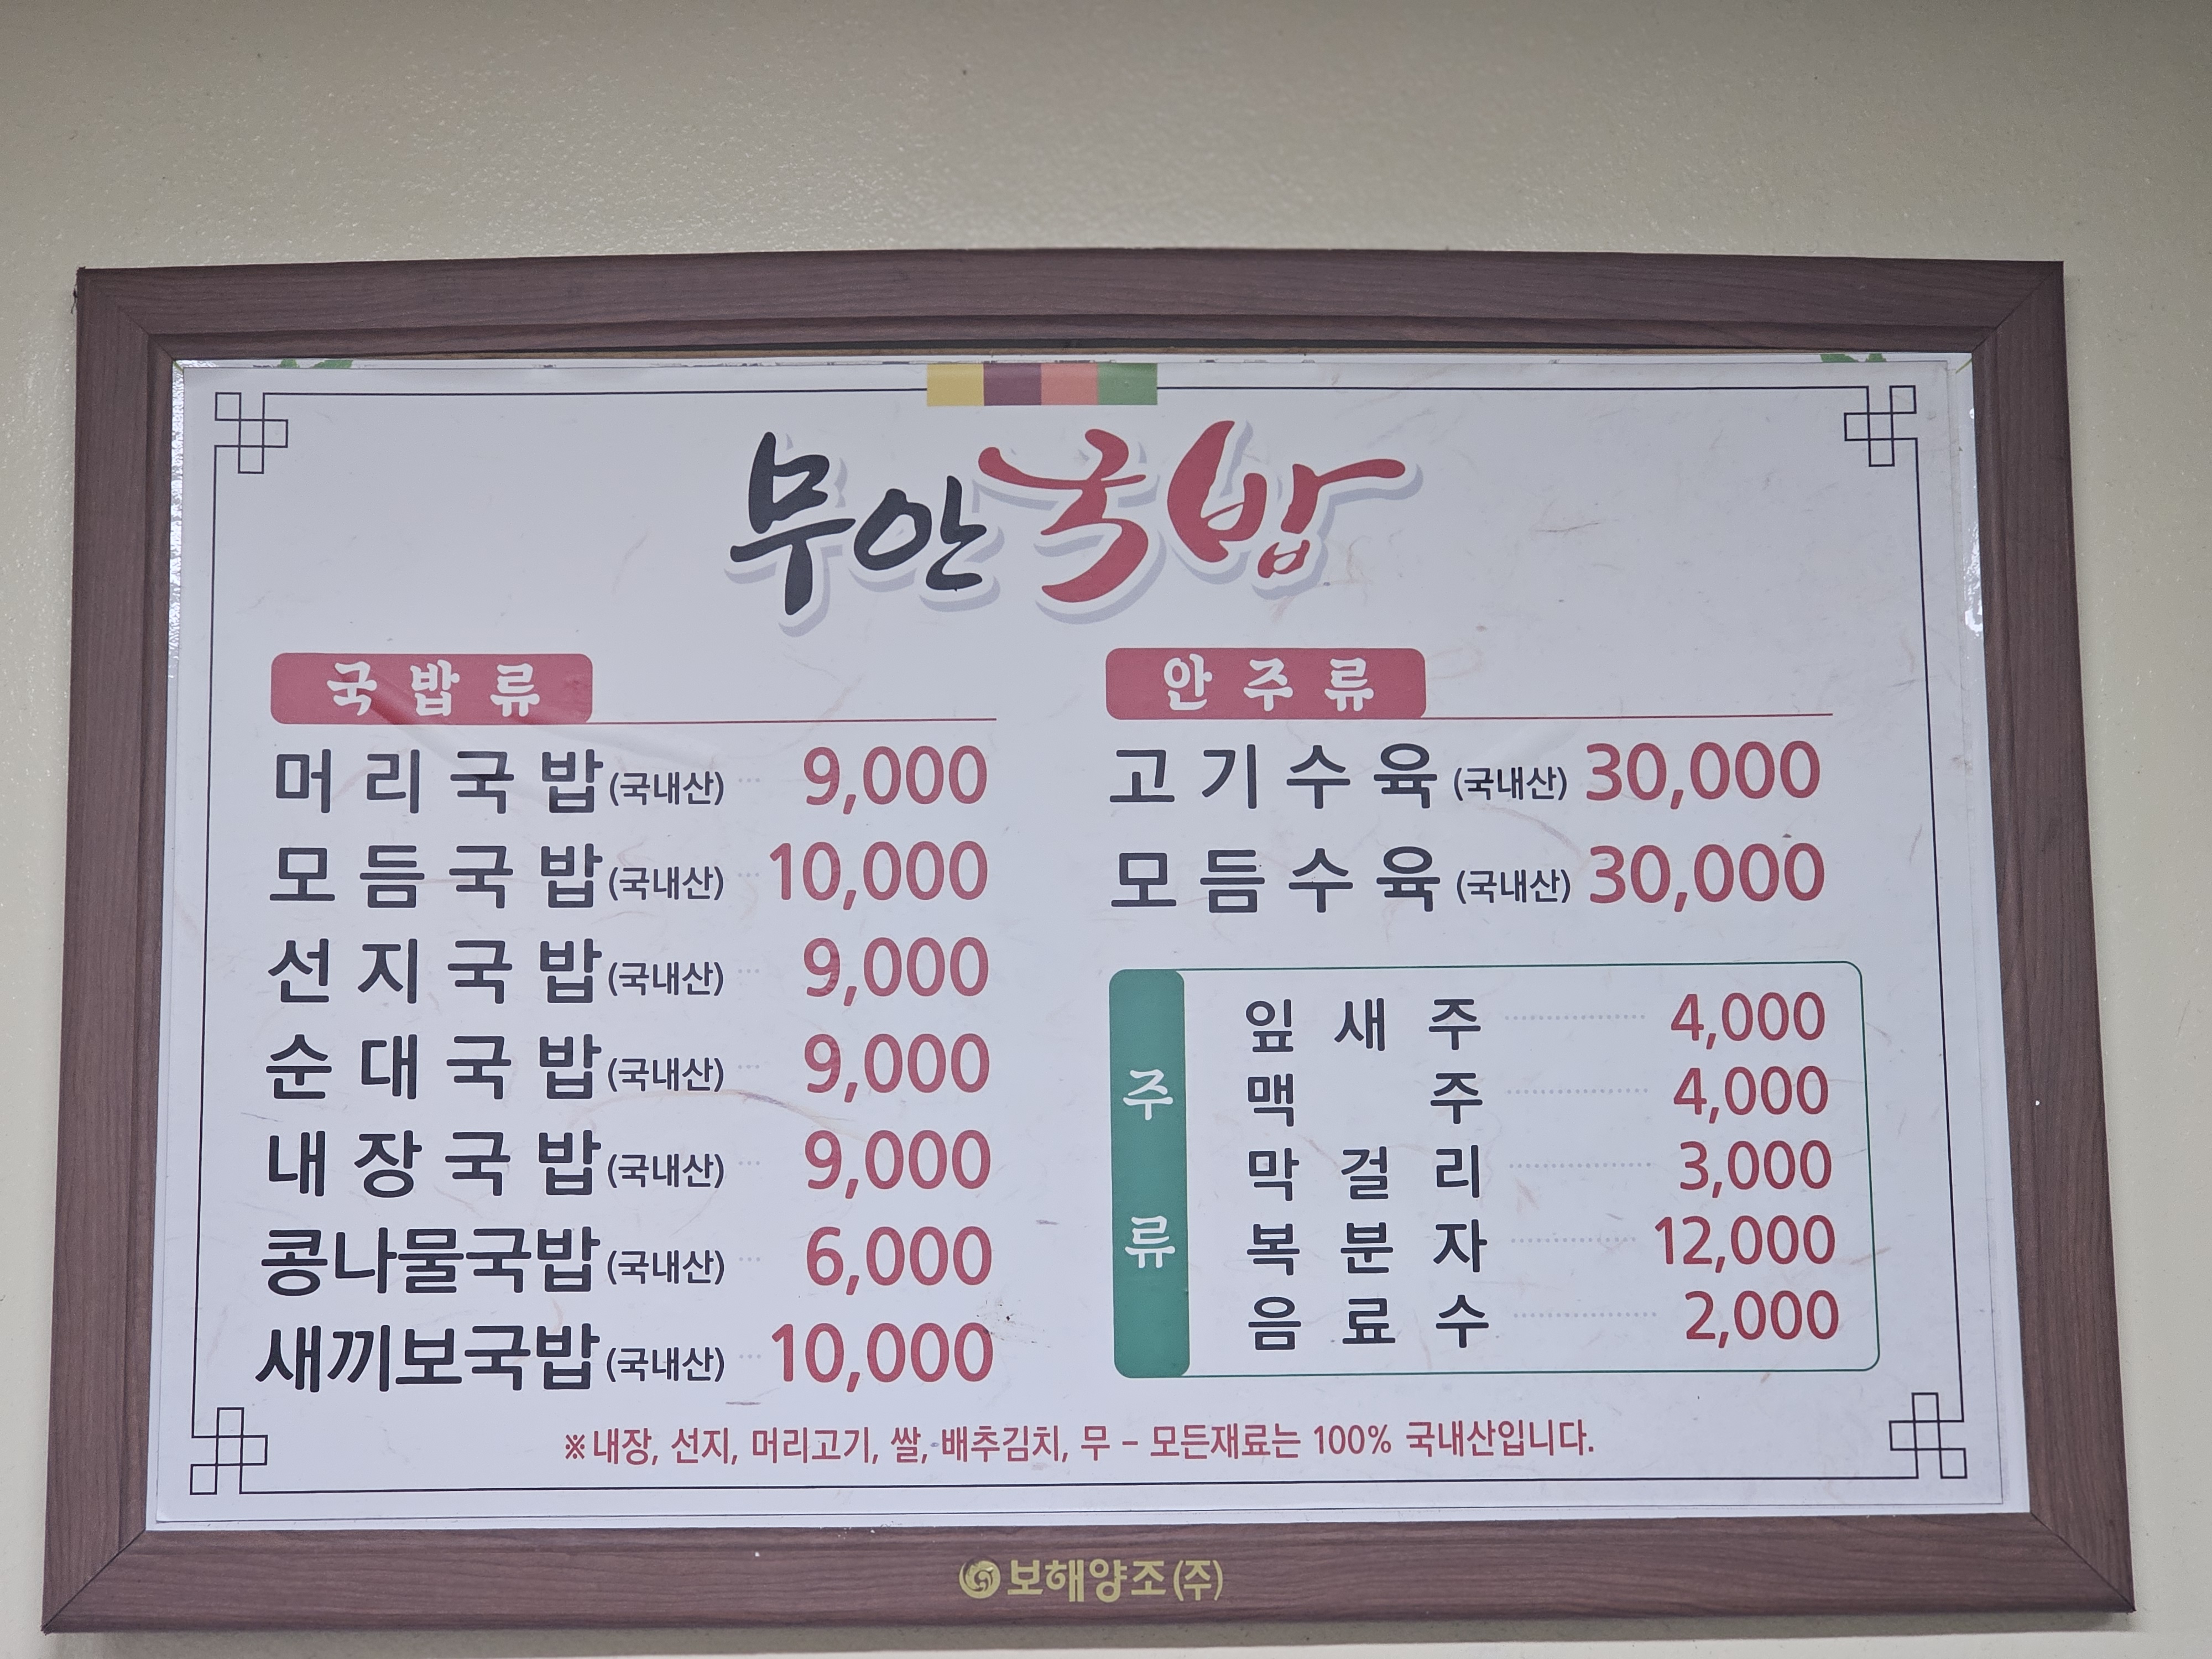 무안국밥
국밥류
머리국밥(국내산) 9,000
모듬국밥(국내산) 10,000
선지국밥(국내산) 9,000
순대국밥(국내산) 9,000
내장국밥(국내산) 9,000
콩나물국밥(국내산) 6,000
새끼보국밥(국내산) 10,000
안주류
고기수육(국내산) 30,000
모듬수육(국내산) 30,000
주류
잎새주 4,000
맥주 4,000
막걸리 3,000
복분자 12,000
음료수 2,000
※내장, 선지, 머리고기, 쌀, 배추김치, 무 - 모든재료는 100% 국내산입니다.
보해양조(주)